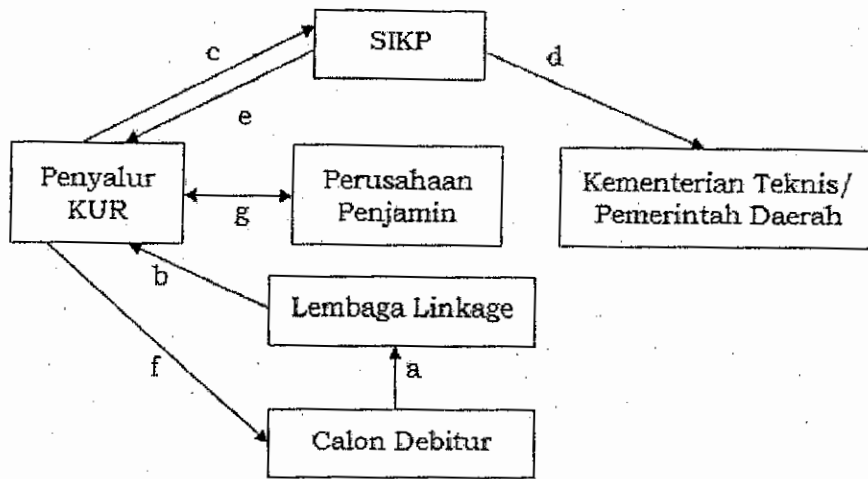 SIKP
c
d
e
Penyalur
KUR
g
Perusahaan
Penjamin
Kementerian Teknis/
Pemerintah Daerah
b
Lembaga Linkage
f
a
Calon Debitur